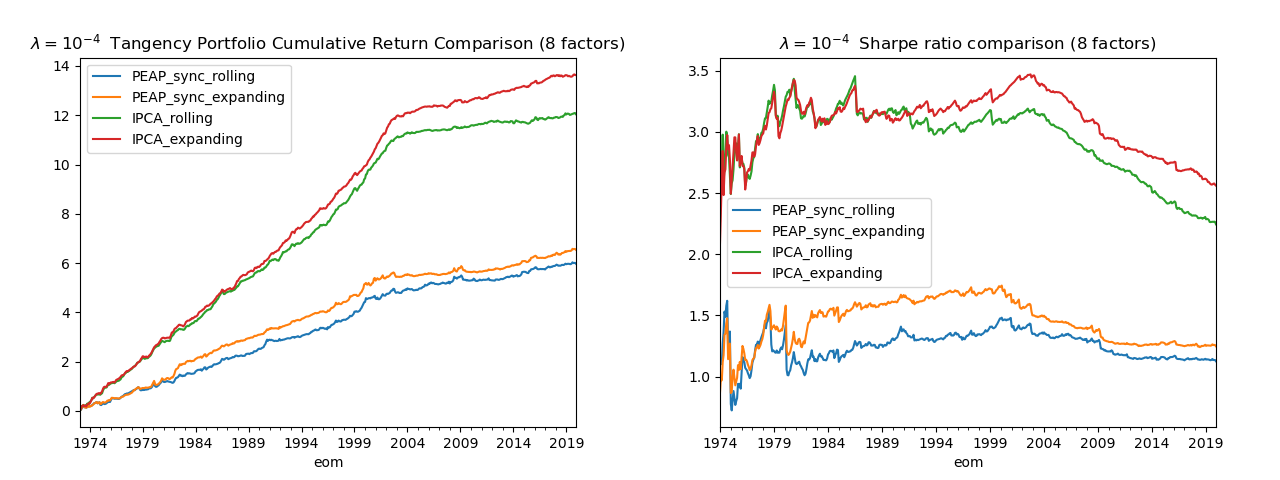 λ = 10⁻⁴ Tangency Portfolio Cumulative Return Comparison (8 factors)
PEAP_sync_rolling
PEAP_sync_expanding
IPCA_rolling
IPCA_expanding
14
12
10
8
6
4
2
0
1974 1979 1984 1989 1994 1999 2004 2009 2014 2019
eom
λ = 10⁻⁴ Sharpe ratio comparison (8 factors)
3.5
3.0
2.5
2.0
1.5
1.0
PEAP_sync_rolling
PEAP_sync_expanding
IPCA_rolling
IPCA_expanding
1974 1979 1984 1989 1994 1999 2004 2009 2014 2019
eom